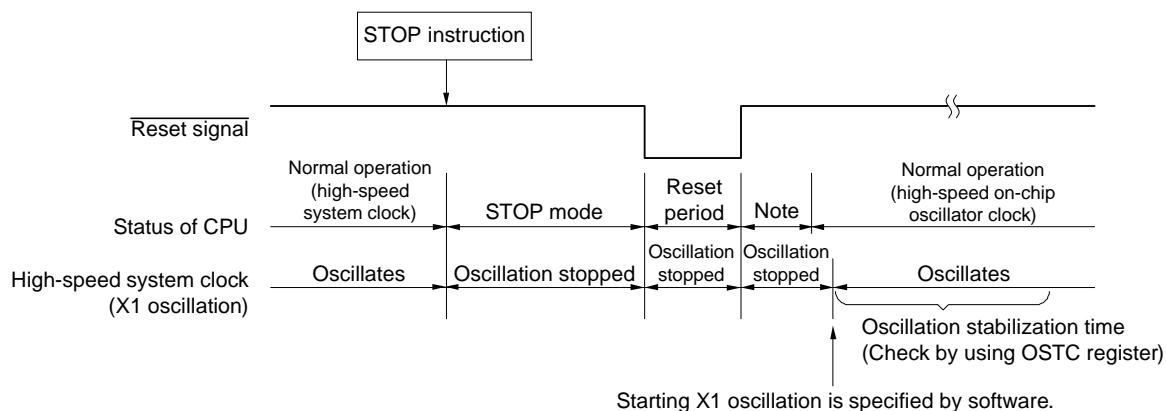 STOP instruction
Reset signal
Status of CPU
Normal operation
(high-speed
system clock)
STOP mode
Reset
period
Note
Normal operation
(high-speed on-chip
oscillator clock)
High-speed system clock
(X1 oscillation)
Oscillates
Oscillation stopped
Oscillation
stopped
Oscillation
stopped
Oscillates
Oscillation stabilization time
(Check by using OSTC register)
Starting X1 oscillation is specified by software.